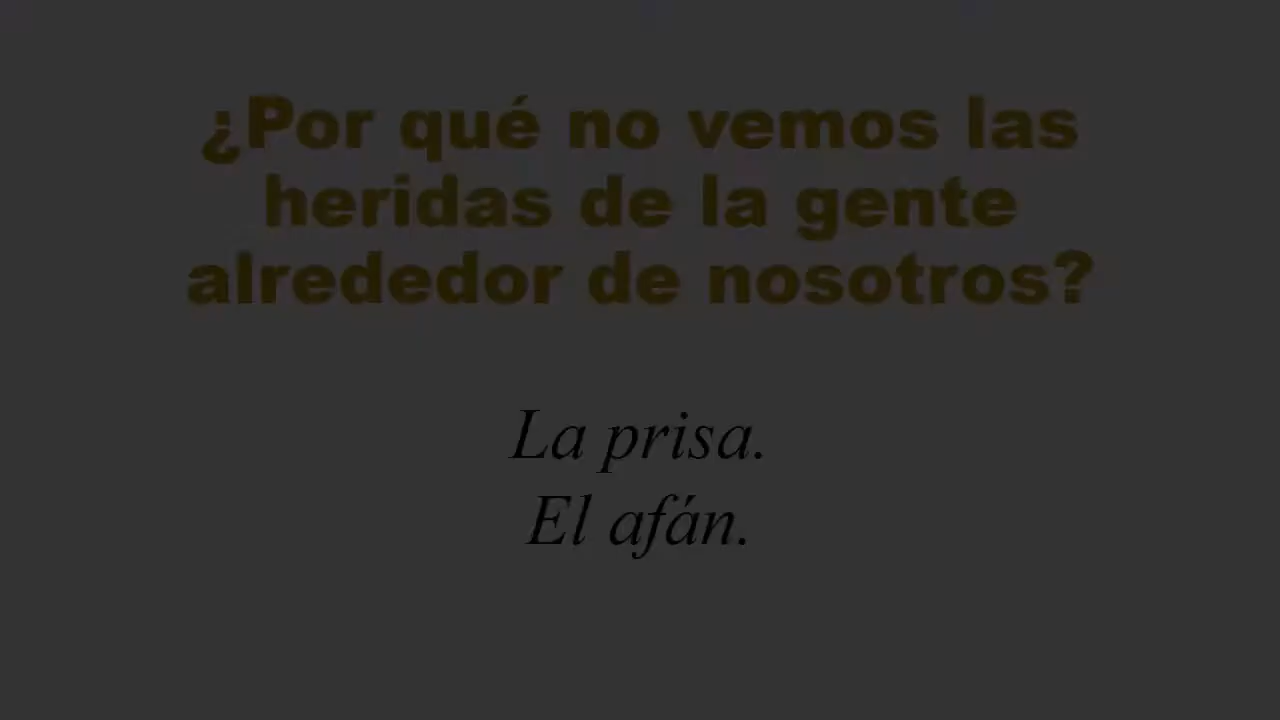 ¿Por qué no vemos las
heridas de la gente
alrededor de nosotros?
La prisa.
El afán.